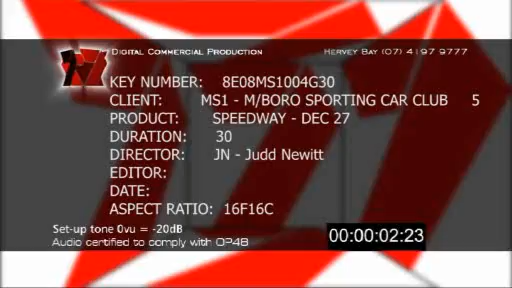 Digital Commercial Production Hervey Bay (07) 4197 9777
KEY NUMBER: 8E08MS1004G30
CLIENT: MS1 - M/BORO SPORTING CAR CLUB 5
PRODUCT: SPEEDWAY - DEC 27
DURATION: 30
DIRECTOR: JN - Judd Newitt
EDITOR:
DATE:
ASPECT RATIO: 16F16C
Set-up tone 0vu = -20dB
Audio certified to comply with OP48
00:00:02:23